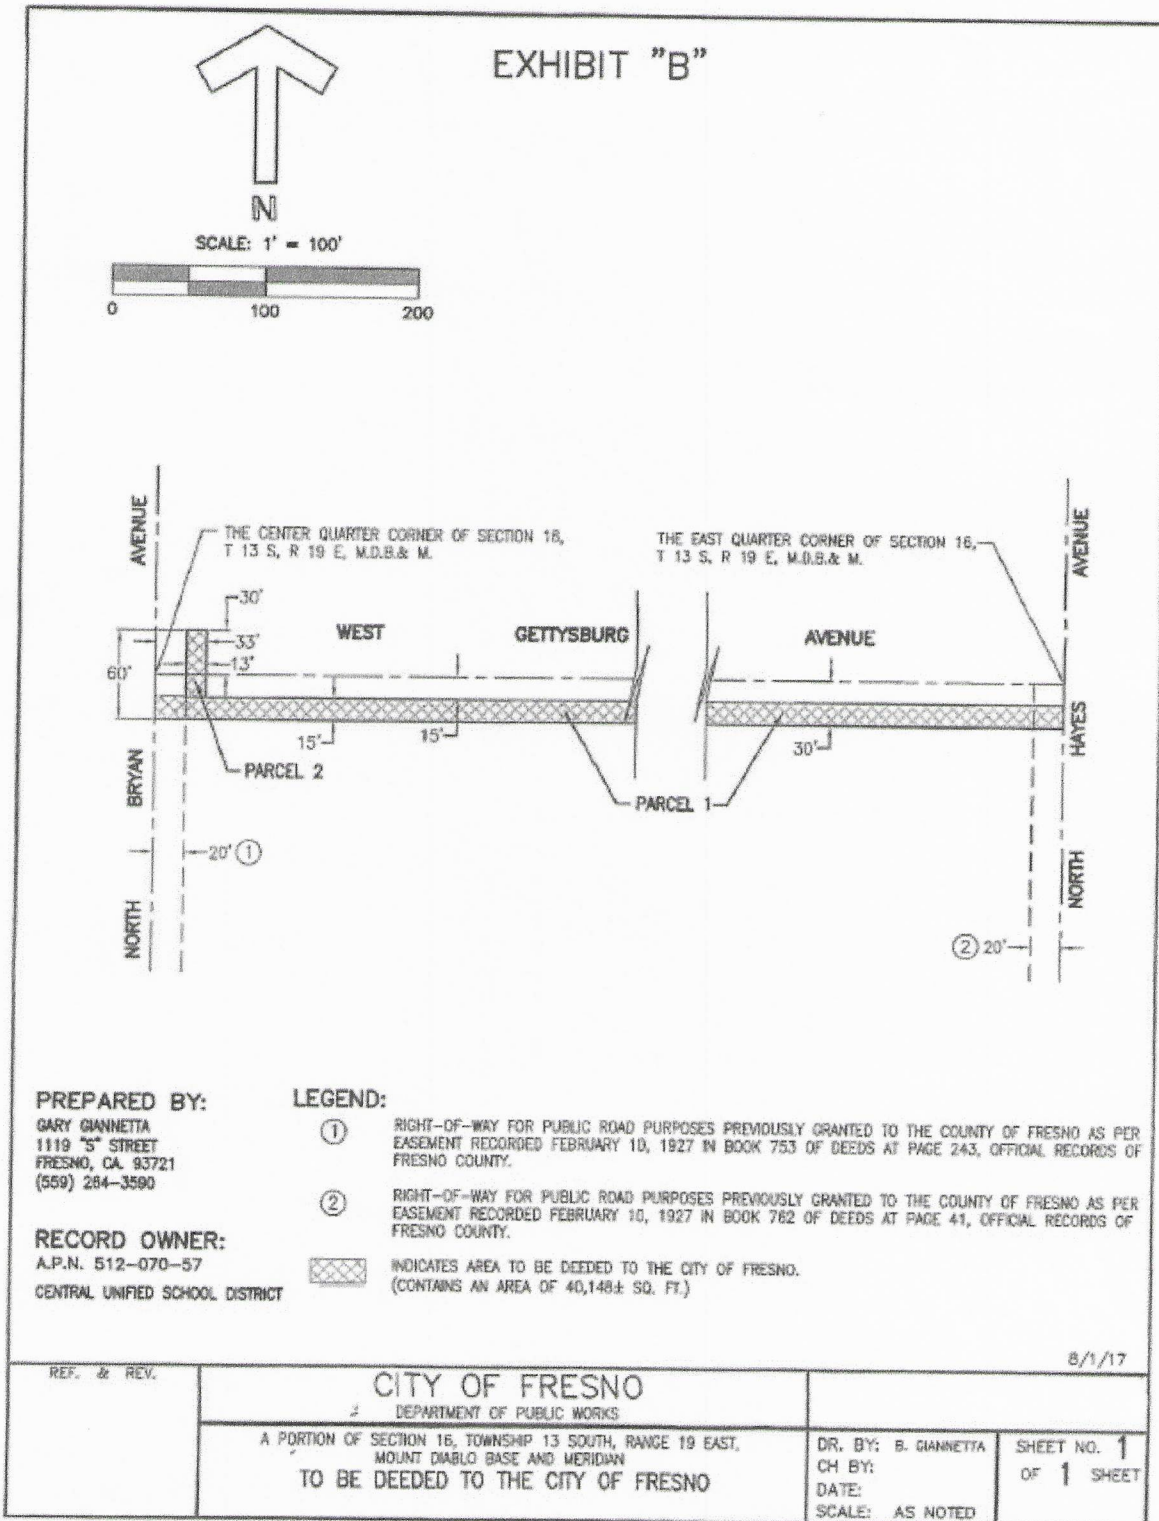 EXHIBIT "B"
N
SCALE: 1' = 100'
0 100 200
AVENUE
THE CENTER QUARTER CORNER OF SECTION 16,
T 13 S, R 19 E, M.D.B.& M.
THE EAST QUARTER CORNER OF SECTION 16,
T 13 S, R 19 E, M.D.B.& M.
AVENUE
30'
33'
13'
60'
WEST GETTYSBURG AVENUE
15'
15'
30'
PARCEL 2
PARCEL 1
BRYAN
HAYES
20' 1
NORTH
NORTH
2 20'
PREPARED BY:
GARY GIANNETTA
1119 "S" STREET
FRESNO, CA. 93721
(559) 264-3590
RECORD OWNER:
A.P.N. 512-070-57
CENTRAL UNIFIED SCHOOL DISTRICT
LEGEND:
1 RIGHT-OF-WAY FOR PUBLIC ROAD PURPOSES PREVIOUSLY GRANTED TO THE COUNTY OF FRESNO AS PER
EASEMENT RECORDED FEBRUARY 10, 1927 IN BOOK 753 OF DEEDS AT PAGE 243, OFFICIAL RECORDS OF
FRESNO COUNTY.
2 RIGHT-OF-WAY FOR PUBLIC ROAD PURPOSES PREVIOUSLY GRANTED TO THE COUNTY OF FRESNO AS PER
EASEMENT RECORDED FEBRUARY 10, 1927 IN BOOK 762 OF DEEDS AT PAGE 41, OFFICIAL RECORDS OF
FRESNO COUNTY.
INDICATES AREA TO BE DEEDED TO THE CITY OF FRESNO.
(CONTAINS AN AREA OF 40,148± SQ. FT.)
8/1/17
REF. & REV.
CITY OF FRESNO
DEPARTMENT OF PUBLIC WORKS
A PORTION OF SECTION 16, TOWNSHIP 13 SOUTH, RANGE 19 EAST,
MOUNT DIABLO BASE AND MERIDIAN
TO BE DEEDED TO THE CITY OF FRESNO
DR. BY: B. GIANNETTA
CH BY:
DATE:
SCALE: AS NOTED
SHEET NO. 1
OF 1 SHEET